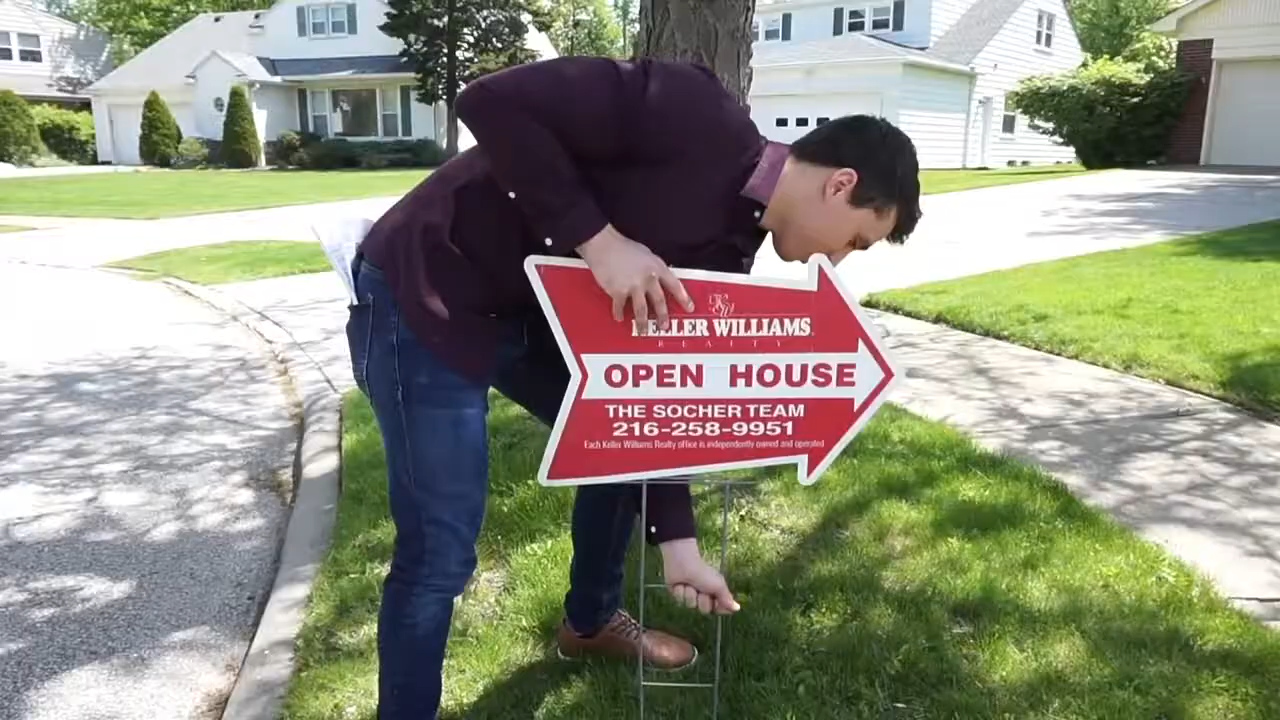 KELLER WILLIAMS
REALTY
OPEN HOUSE
THE SOCHER TEAM
216-258-9951
Each Keller Williams Realty office is independently owned and operated